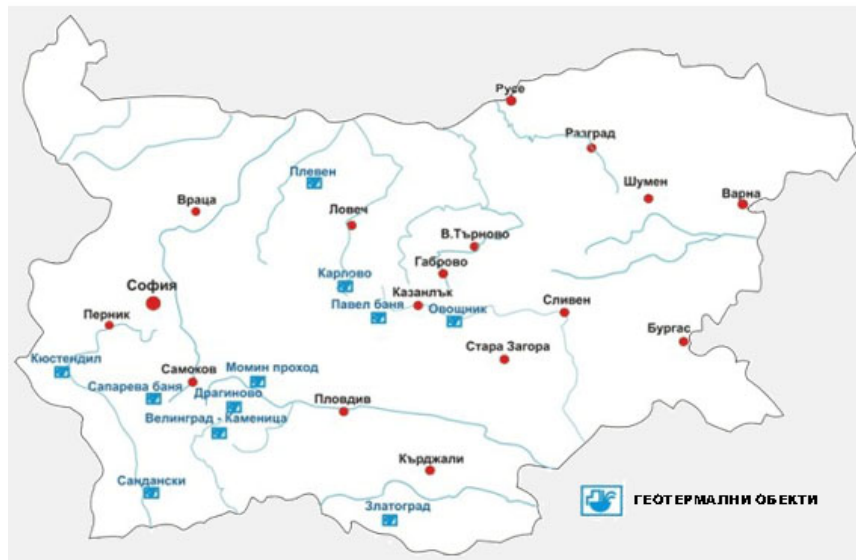 Русе
Разград
Плевен
Шумен
Варна
Враца
Ловеч
В.Търново
Габрово
Карлово
София
Казанлък
Павел баня
Овощник
Сливен
Перник
Бургас
Стара Загора
Кюстендил
Самоков
Момин проход
Сапарева баня
Драгиново
Пловдив
Велинград - Каменица
Кърджали
Сандански
Златоград
ГЕОТЕРМАЛНИ ОБЕКТИ